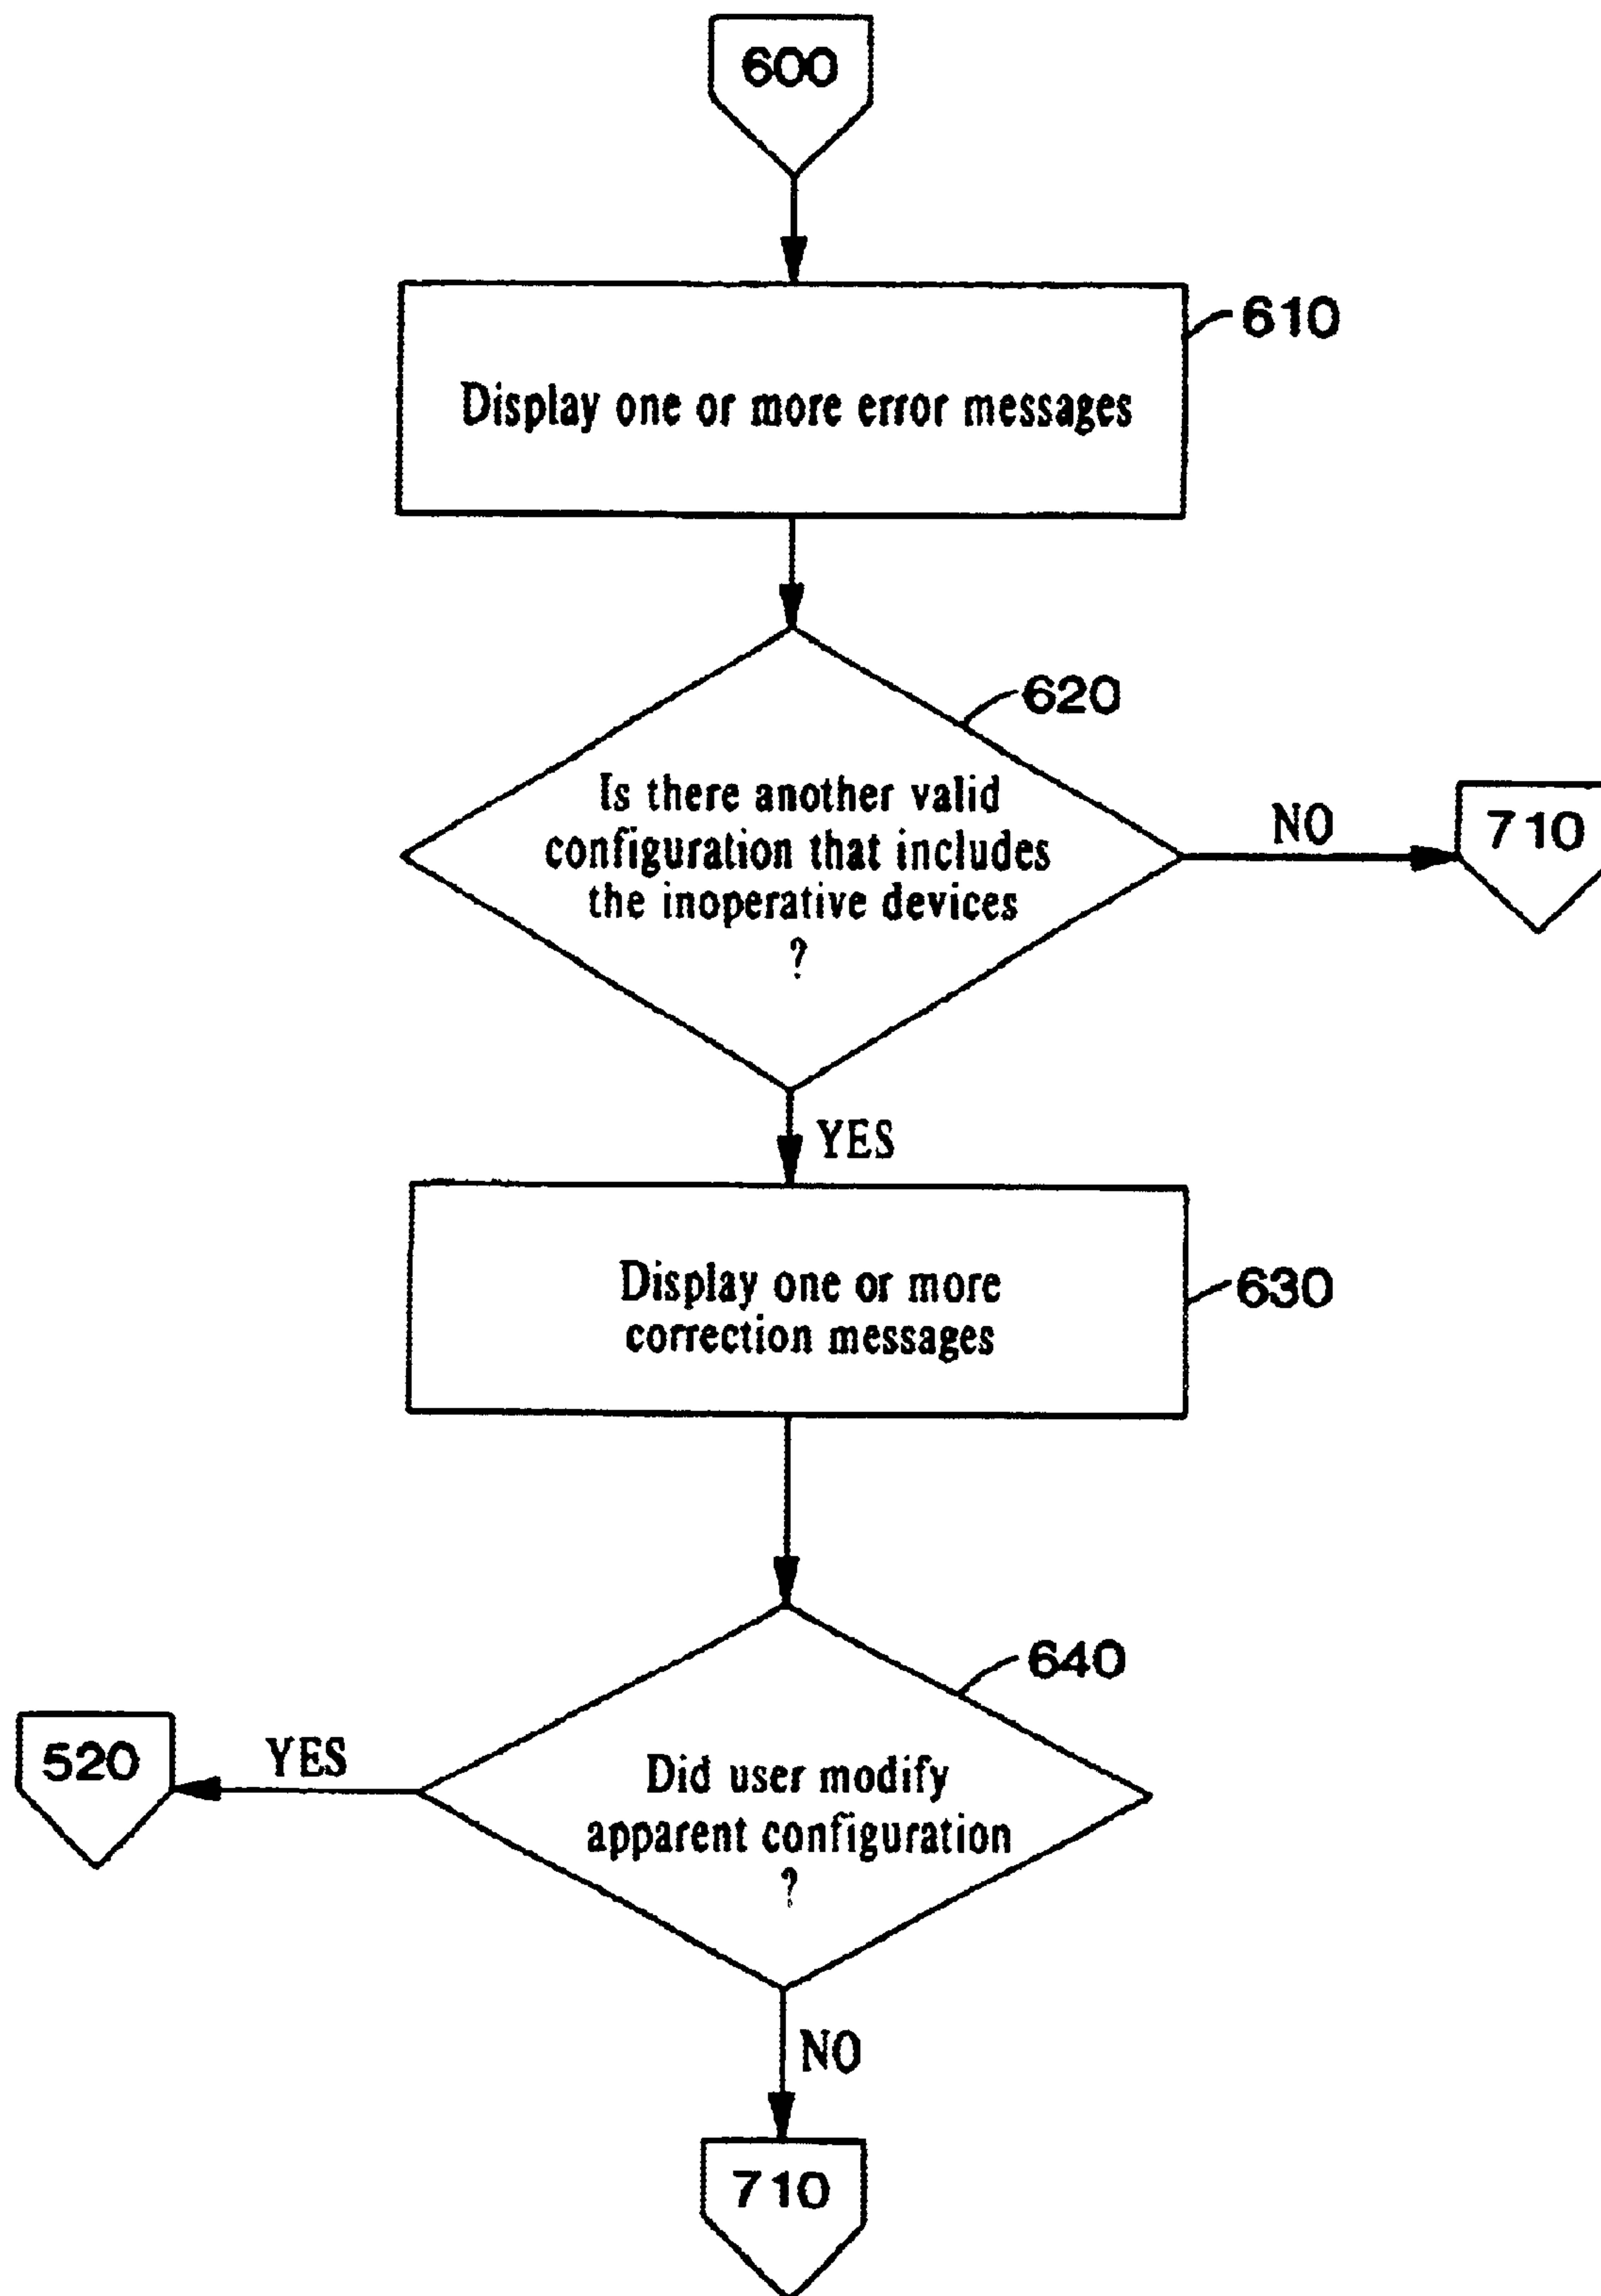 600
610
Display one or more error messages
620
Is there another valid
configuration that includes
the inoperative devices
?
NO
710
YES
Display one or more
correction messages
630
640
Did user modify
apparent configuration
?
YES
520
NO
710